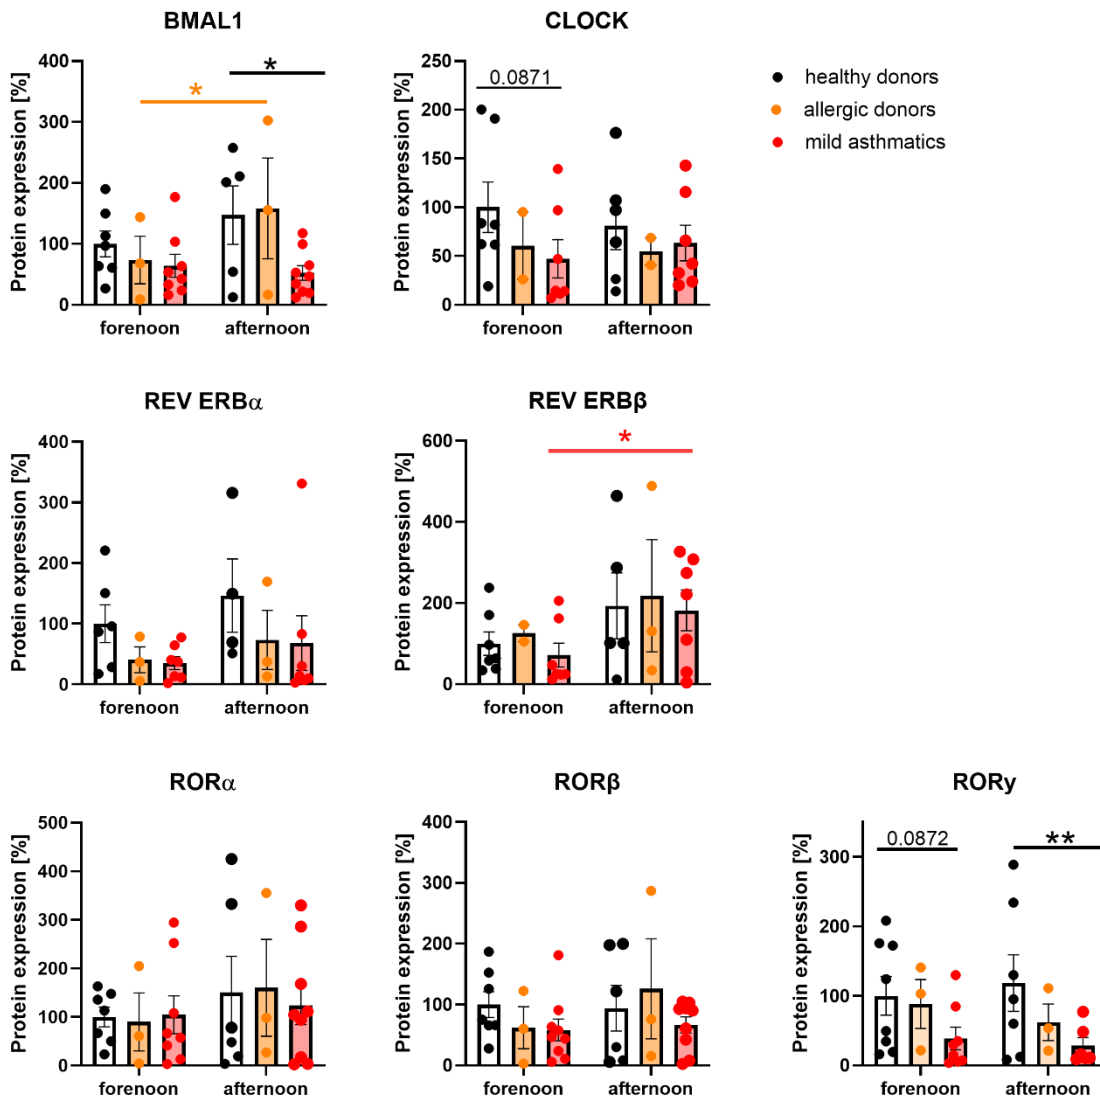 BMAL1
Protein expression [%]
400
300
200
100
0
*
*
forenoon
afternoon
CLOCK
Protein expression [%]
250
200
150
100
50
0
0.0871
forenoon
afternoon
healthy donors
allergic donors
mild asthmatics
REV ERBα
Protein expression [%]
400
300
200
100
0
forenoon
afternoon
REV ERBβ
Protein expression [%]
600
400
200
0
*
forenoon
afternoon
RORα
Protein expression [%]
500
400
300
200
100
0
forenoon
afternoon
RORβ
Protein expression [%]
400
300
200
100
0
forenoon
afternoon
RORy
Protein expression [%]
300
200
100
0
0.0872
**
forenoon
afternoon